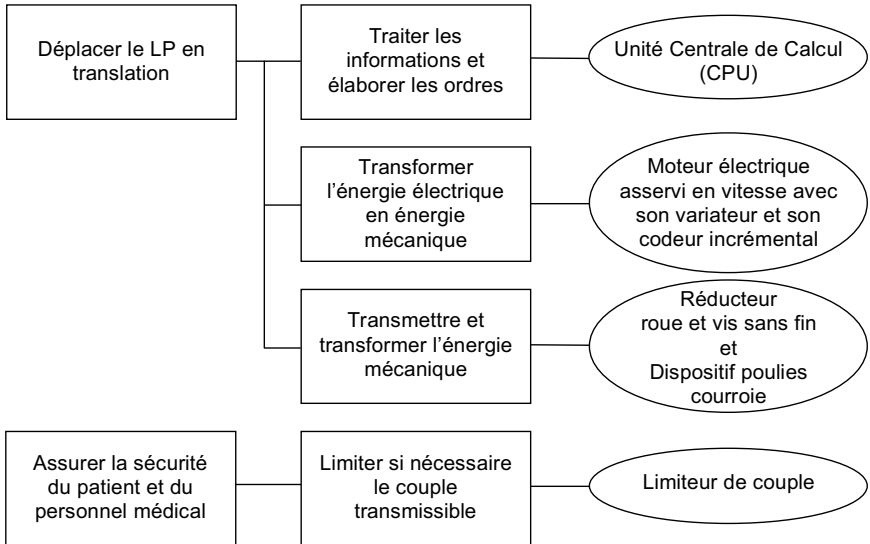 Déplacer le LP en
translation
Traiter les
informations et
élaborer les ordres
Unité Centrale de Calcul
(CPU)
Transformer
l’énergie électrique
en énergie
mécanique
Moteur électrique
asservi en vitesse avec
son variateur et son
codeur incrémental
Transmettre et
transformer l’énergie
mécanique
Réducteur
roue et vis sans fin
et
Dispositif poulies
courroie
Assurer la sécurité
du patient et du
personnel médical
Limiter si nécessaire
le couple
transmissible
Limiteur de couple